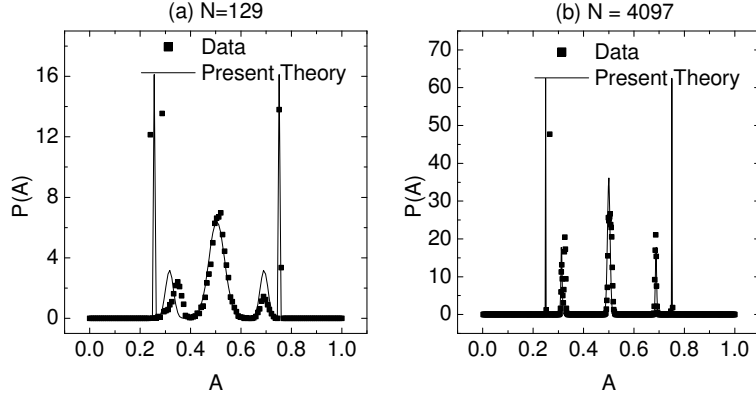 (a) N=129
Data
Present Theory
16
12
8
4
0
P(A)
0.0 0.2 0.4 0.6 0.8 1.0
A
(b) N = 4097
Data
Present Theory
70
60
50
40
30
20
10
0
P(A)
0.0 0.2 0.4 0.6 0.8 1.0
A